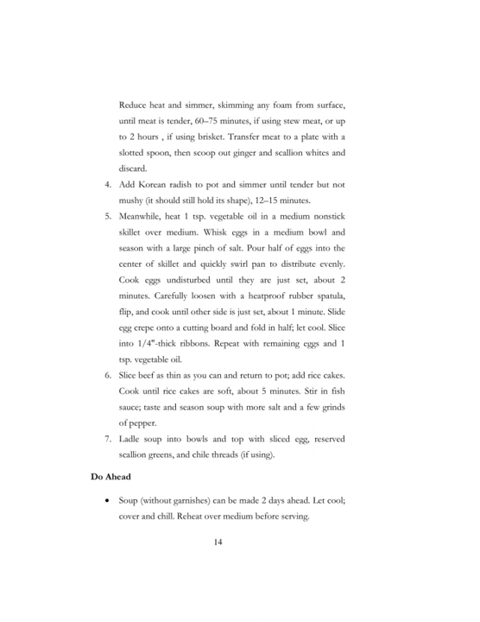 Reduce heat and simmer, skimming any foam from surface,
until meat is tender, 60–75 minutes, if using stew meat, or up
to 2 hours , if using brisket. Transfer meat to a plate with a
slotted spoon, then scoop out ginger and scallion whites and
discard.
4. Add Korean radish to pot and simmer until tender but not
mushy (it should still hold its shape), 12–15 minutes.
5. Meanwhile, heat 1 tsp. vegetable oil in a medium nonstick
skillet over medium. Whisk eggs in a medium bowl and
season with a large pinch of salt. Pour half of eggs into the
center of skillet and quickly swirl pan to distribute evenly.
Cook eggs undisturbed until they are just set, about 2
minutes. Carefully loosen with a heatproof rubber spatula,
flip, and cook until other side is just set, about 1 minute. Slide
egg crepe onto a cutting board and fold in half; let cool. Slice
into 1/4"-thick ribbons. Repeat with remaining eggs and 1
tsp. vegetable oil.
6. Slice beef as thin as you can and return to pot; add rice cakes.
Cook until rice cakes are soft, about 5 minutes. Stir in fish
sauce; taste and season soup with more salt and a few grinds
of pepper.
7. Ladle soup into bowls and top with sliced egg, reserved
scallion greens, and chile threads (if using).
Do Ahead
• Soup (without garnishes) can be made 2 days ahead. Let cool;
cover and chill. Reheat over medium before serving.
14